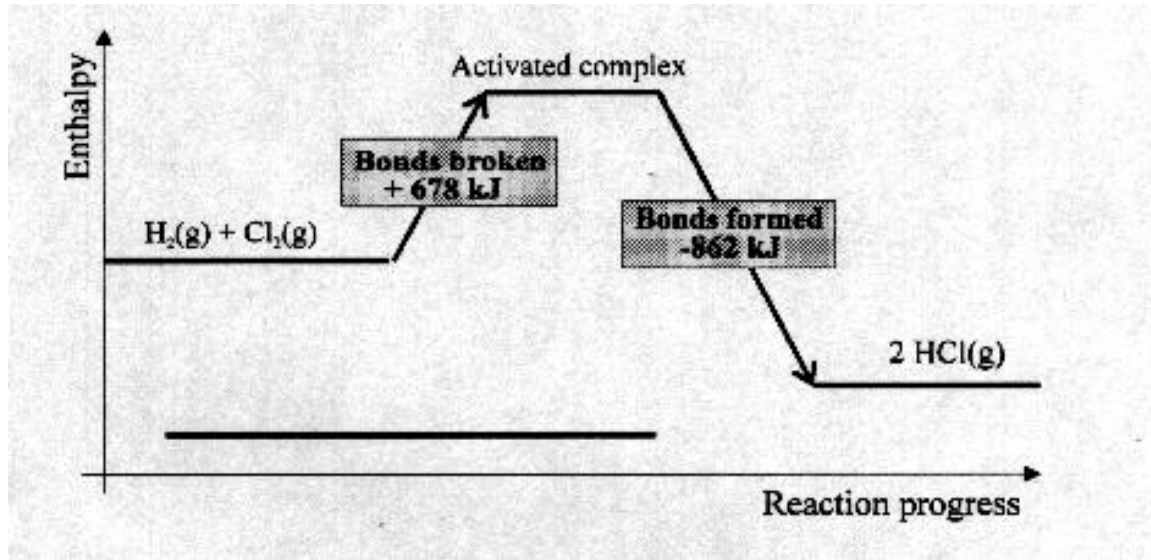 Enthalpy
Activated complex
Bonds broken
+ 678 kJ
H₂(g) + Cl₂(g)
Bonds formed
-862 kJ
2 HCl(g)
Reaction progress